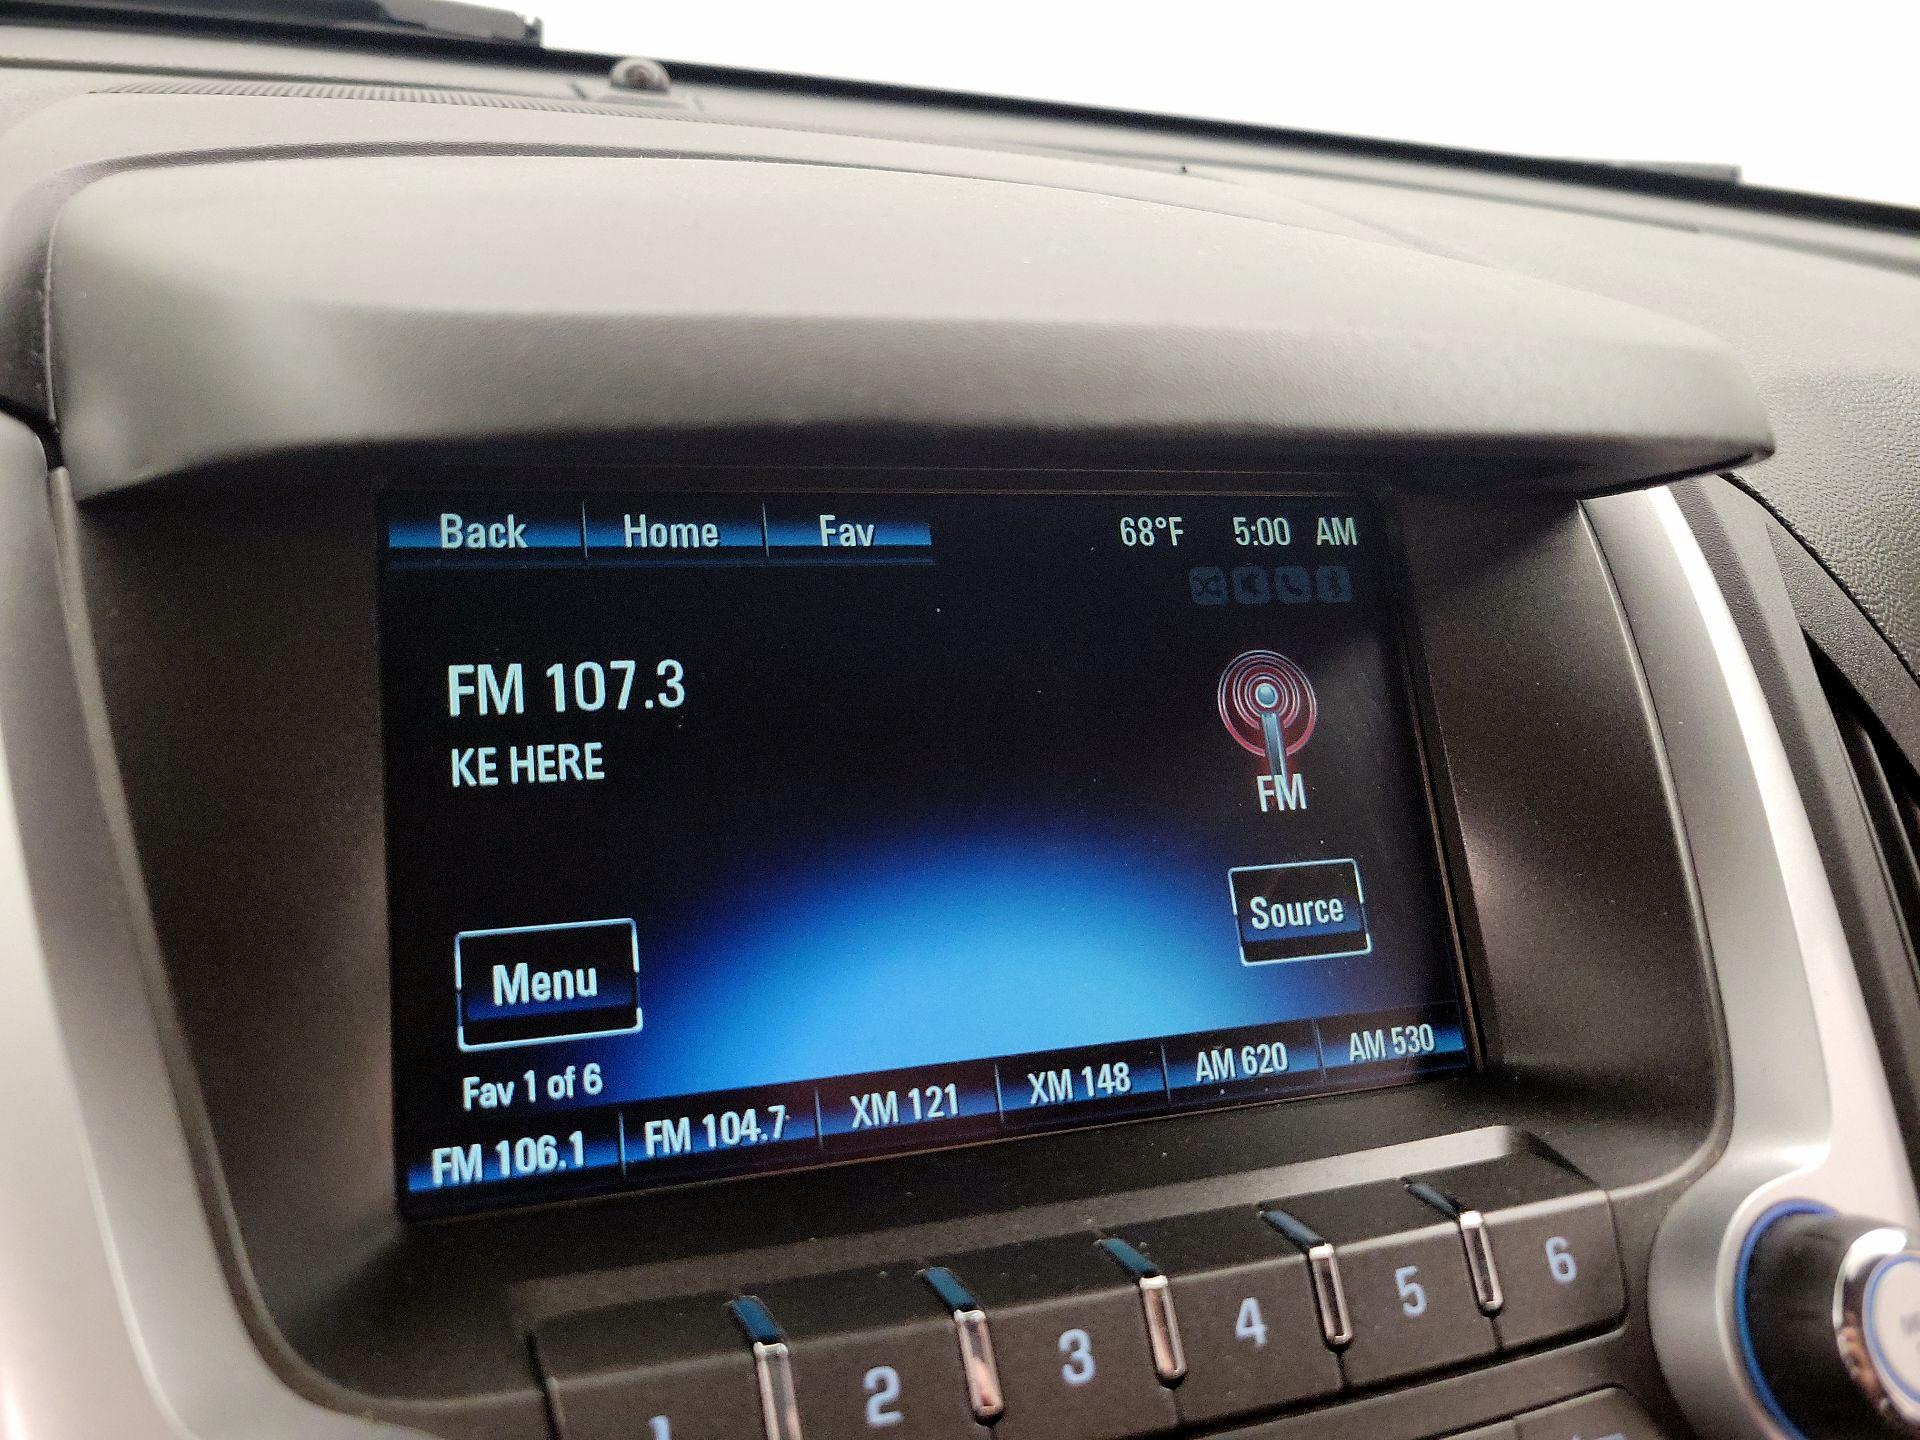 Back Home Fav 68°F 5:00 AM
FM 107.3
KE HERE
FM
Source
Menu
Fav 1 of 6
FM 106.1 FM 104.7 XM 121 XM 148 AM 620 AM 530
1 2 3 4 5 6